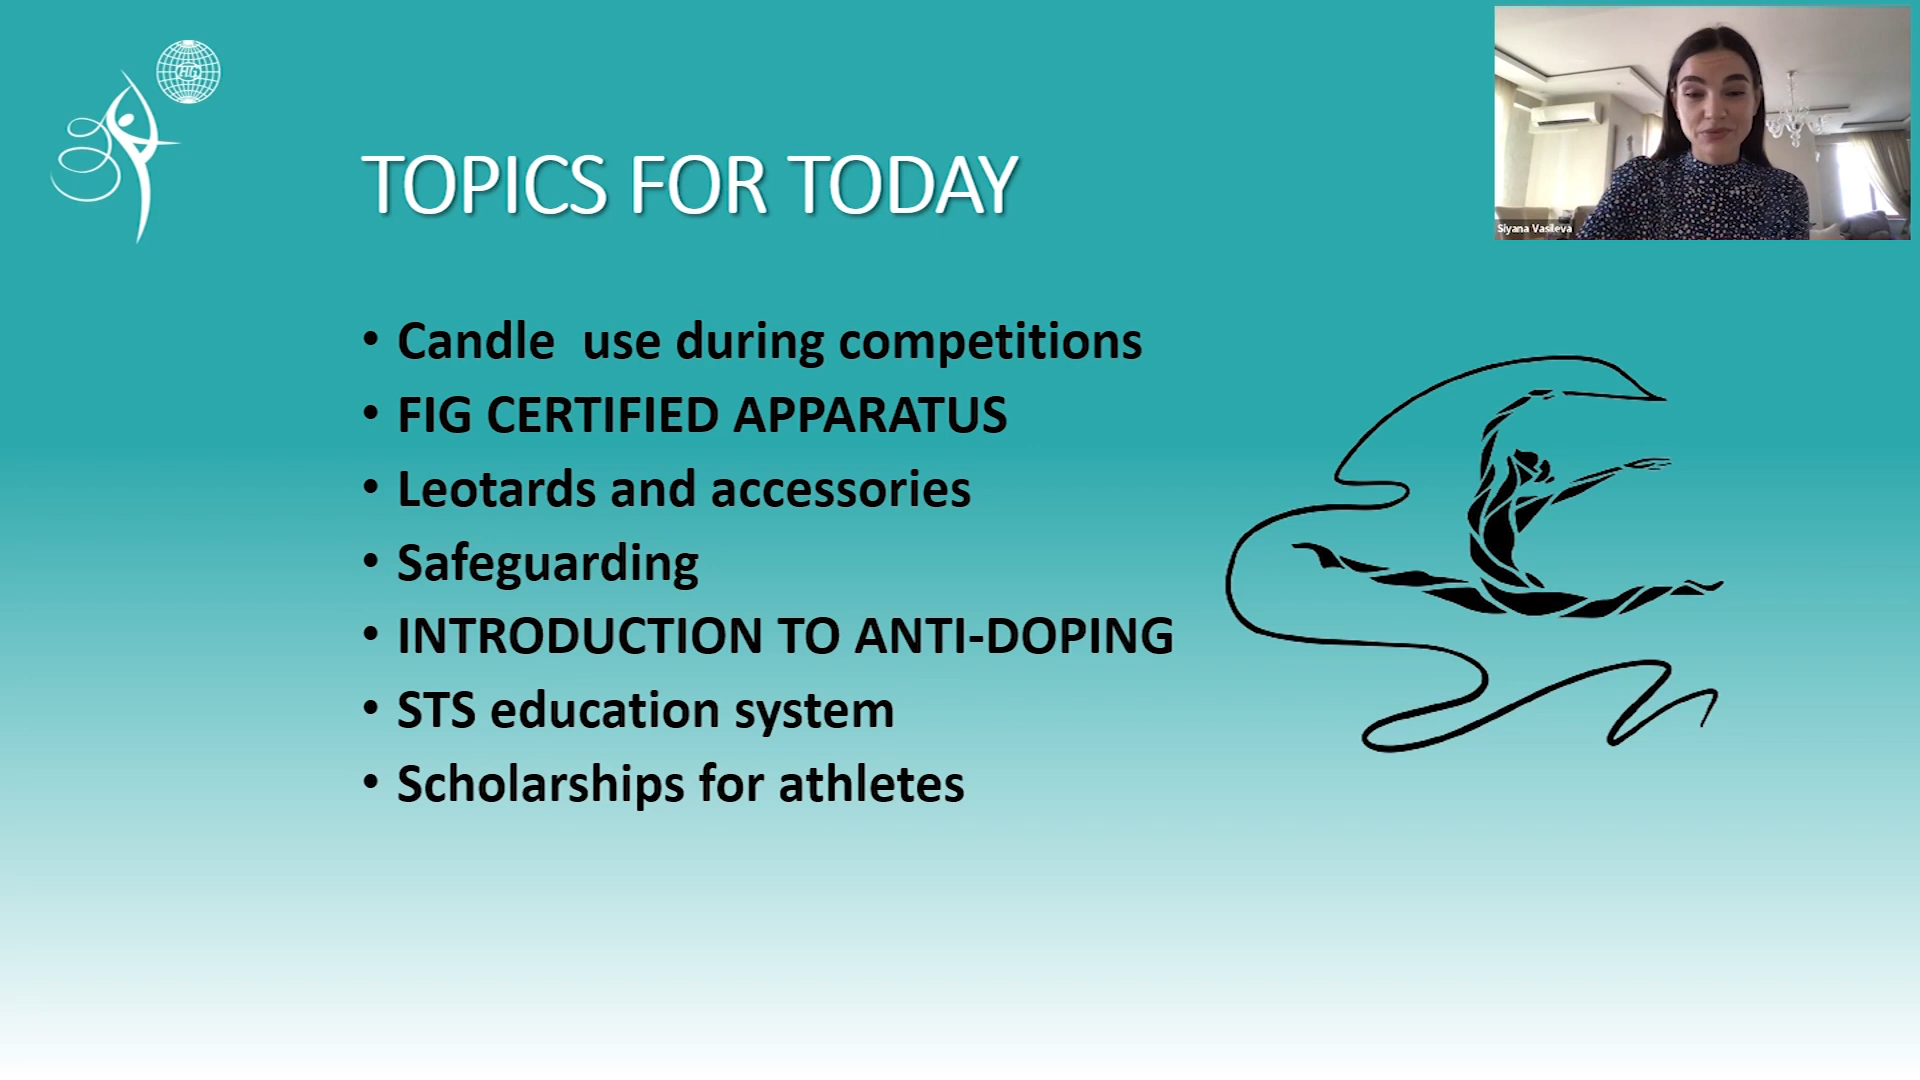 FIG
TOPICS FOR TODAY
Siyana Vasileva
• Candle  use during competitions
• FIG CERTIFIED APPARATUS
• Leotards and accessories
• Safeguarding
• INTRODUCTION TO ANTI-DOPING
• STS education system
• Scholarships for athletes